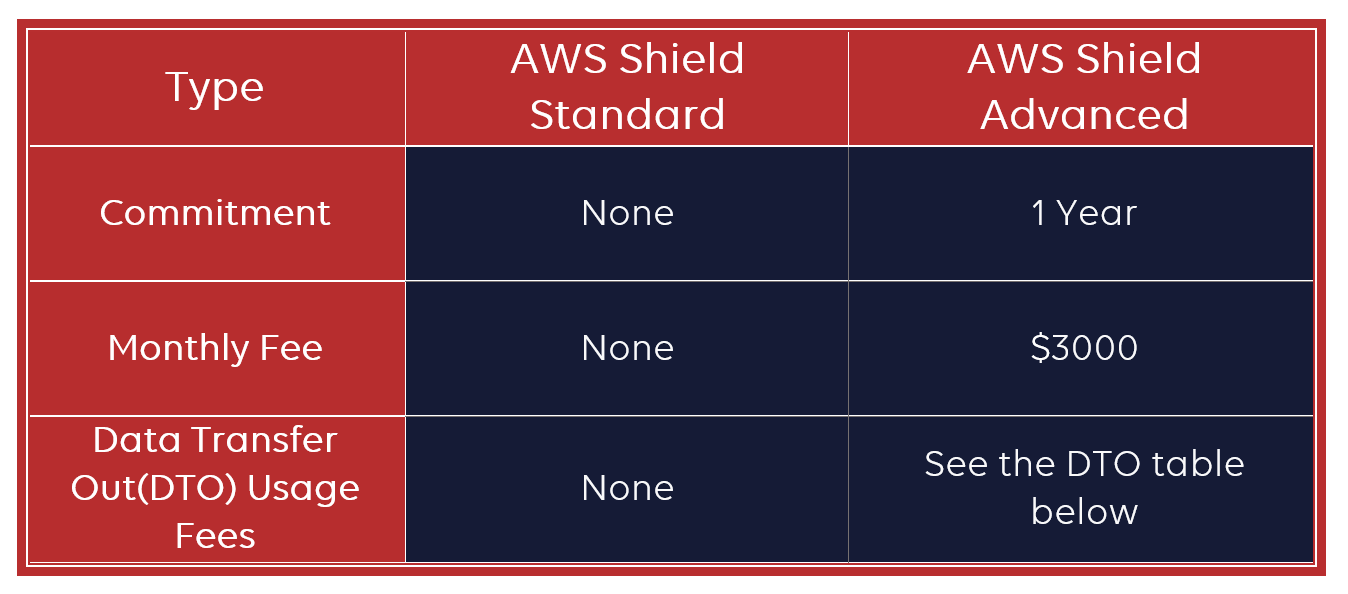 Type
AWS Shield
Standard
AWS Shield
Advanced
Commitment
None
1 Year
Monthly Fee
None
$3000
Data Transfer
Out(DTO) Usage
Fees
None
See the DTO table
below